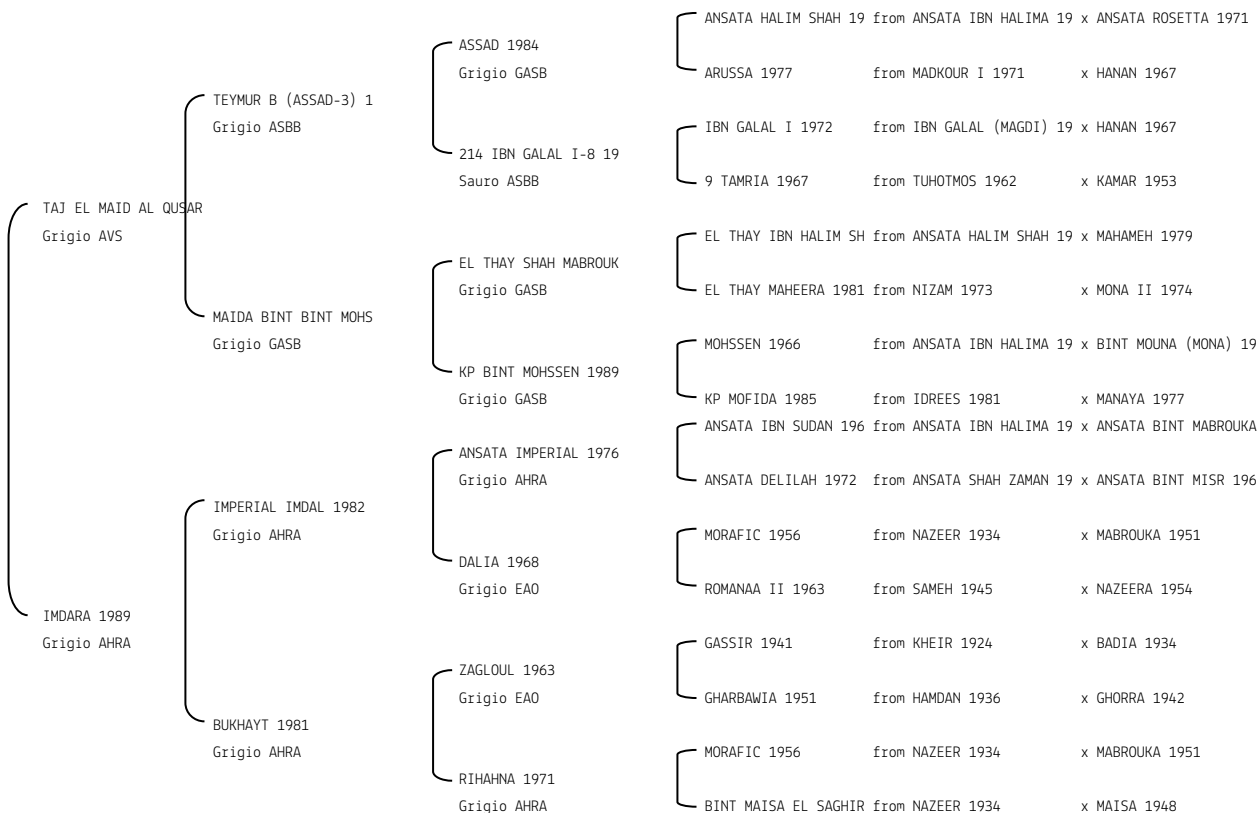 ANSATA HALIM SHAH 19 from ANSATA IBN HALIMA 19 x ANSATA ROSETTA 1971
ASSAD 1984
Grigio GASB
ARUSSA 1977 from MADKOUR I 1971 x HANAN 1967
TEYMUR B (ASSAD-3) 1
Grigio ASBB
IBN GALAL I 1972 from IBN GALAL (MAGDI) 19 x HANAN 1967
214 IBN GALAL I-8 19
Sauro ASBB
9 TAMRIA 1967 from TUHOTMOS 1962 x KAMAR 1953
TAJ EL MAID AL QUSAR
Grigio AVS
EL THAY IBN HALIM SH from ANSATA HALIM SHAH 19 x MAHAMEH 1979
EL THAY SHAH MABROUK
Grigio GASB
EL THAY MAHEERA 1981 from NIZAM 1973 x MONA II 1974
MAIDA BINT BINT MOHS
Grigio GASB
MOHSSEN 1966 from ANSATA IBN HALIMA 19 x BINT MOUNA (MONA) 19
KP BINT MOHSSEN 1989
Grigio GASB
KP MOFIDA 1985 from IDREES 1981 x MANAYA 1977
ANSATA IBN SUDAN 196 from ANSATA IBN HALIMA 19 x ANSATA BINT MABROUKA
ANSATA IMPERIAL 1976
Grigio AHRA
ANSATA DELILAH 1972 from ANSATA SHAH ZAMAN 19 x ANSATA BINT MISR 196
IMPERIAL IMDAL 1982
Grigio AHRA
MORAFIC 1956 from NAZEER 1934 x MABROUKA 1951
DALIA 1968
Grigio EAO
ROMANAA II 1963 from SAMEH 1945 x NAZEERA 1954
IMDARA 1989
Grigio AHRA
GASSIR 1941 from KHEIR 1924 x BADIA 1934
ZAGLOUL 1963
Grigio EAO
GHARBAWIA 1951 from HAMDAN 1936 x GHORRA 1942
BUKHAYT 1981
Grigio AHRA
MORAFIC 1956 from NAZEER 1934 x MABROUKA 1951
RIHAHNA 1971
Grigio AHRA
BINT MAISA EL SAGHIR from NAZEER 1934 x MAISA 1948